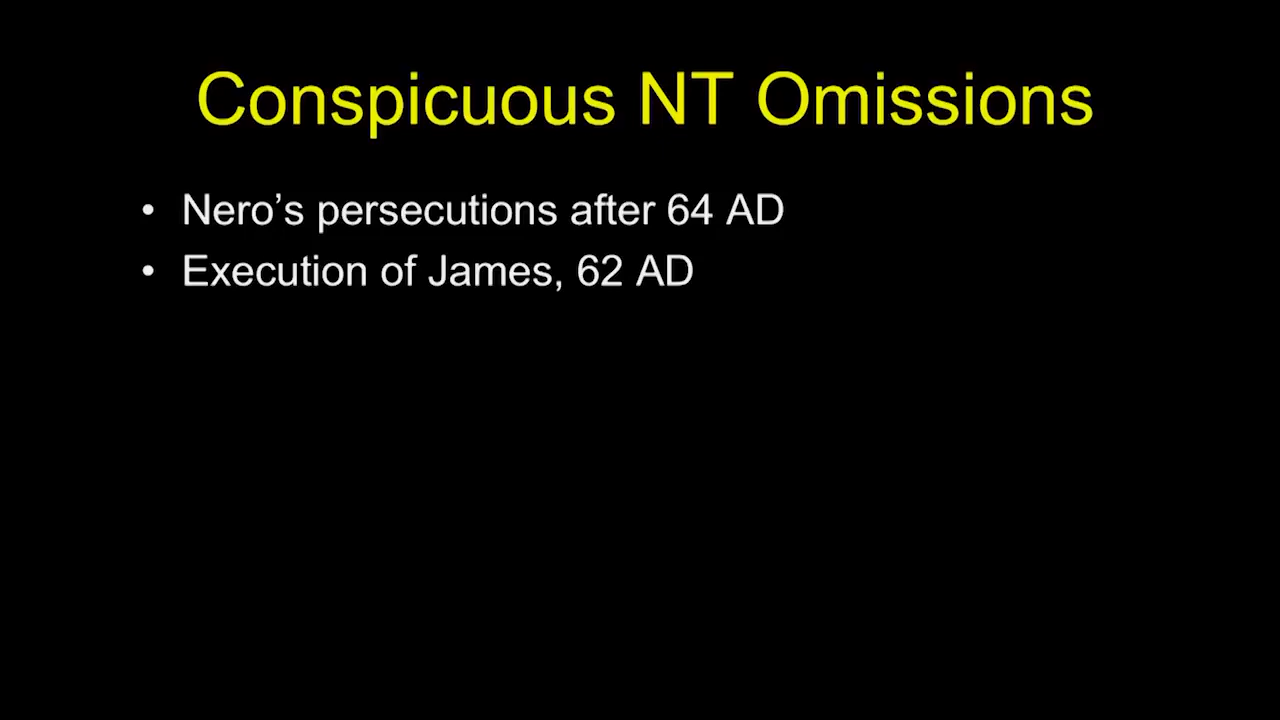 Conspicuous NT Omissions
• Nero’s persecutions after 64 AD
• Execution of James, 62 AD